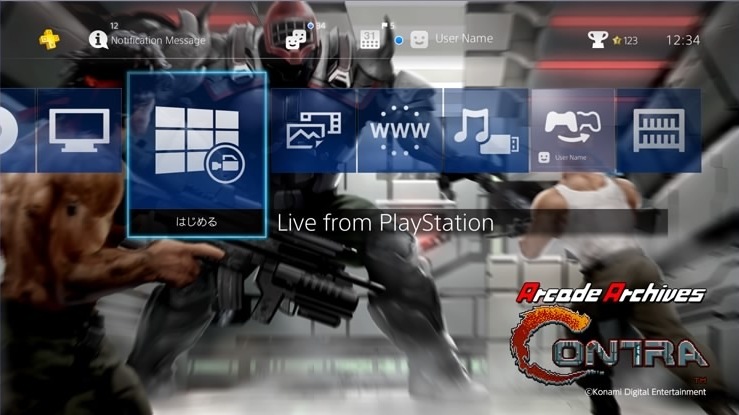 12
Notification Message
94
31
5
User Name
123
12:34
www
User Name
はじめる
Live from PlayStation
Arcade Archives
CONTRA
©Konami Digital Entertainment